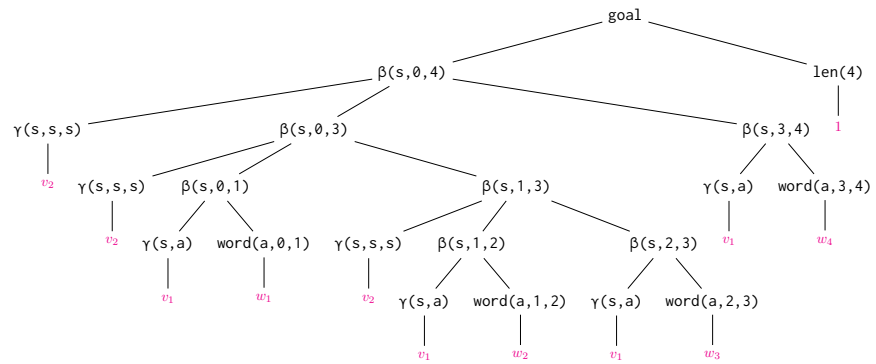 goal
β(s,0,4) len(4)
γ(s,s,s) β(s,0,3) β(s,3,4) 1
v₂ γ(s,s,s) β(s,0,1) β(s,1,3) γ(s,a) word(a,3,4)
v₂ γ(s,a) word(a,0,1) γ(s,s,s) β(s,1,2) β(s,2,3) v₁ w₄
v₁ w₁ v₂ γ(s,a) word(a,1,2) γ(s,a) word(a,2,3)
v₁ w₂ v₁ w₃